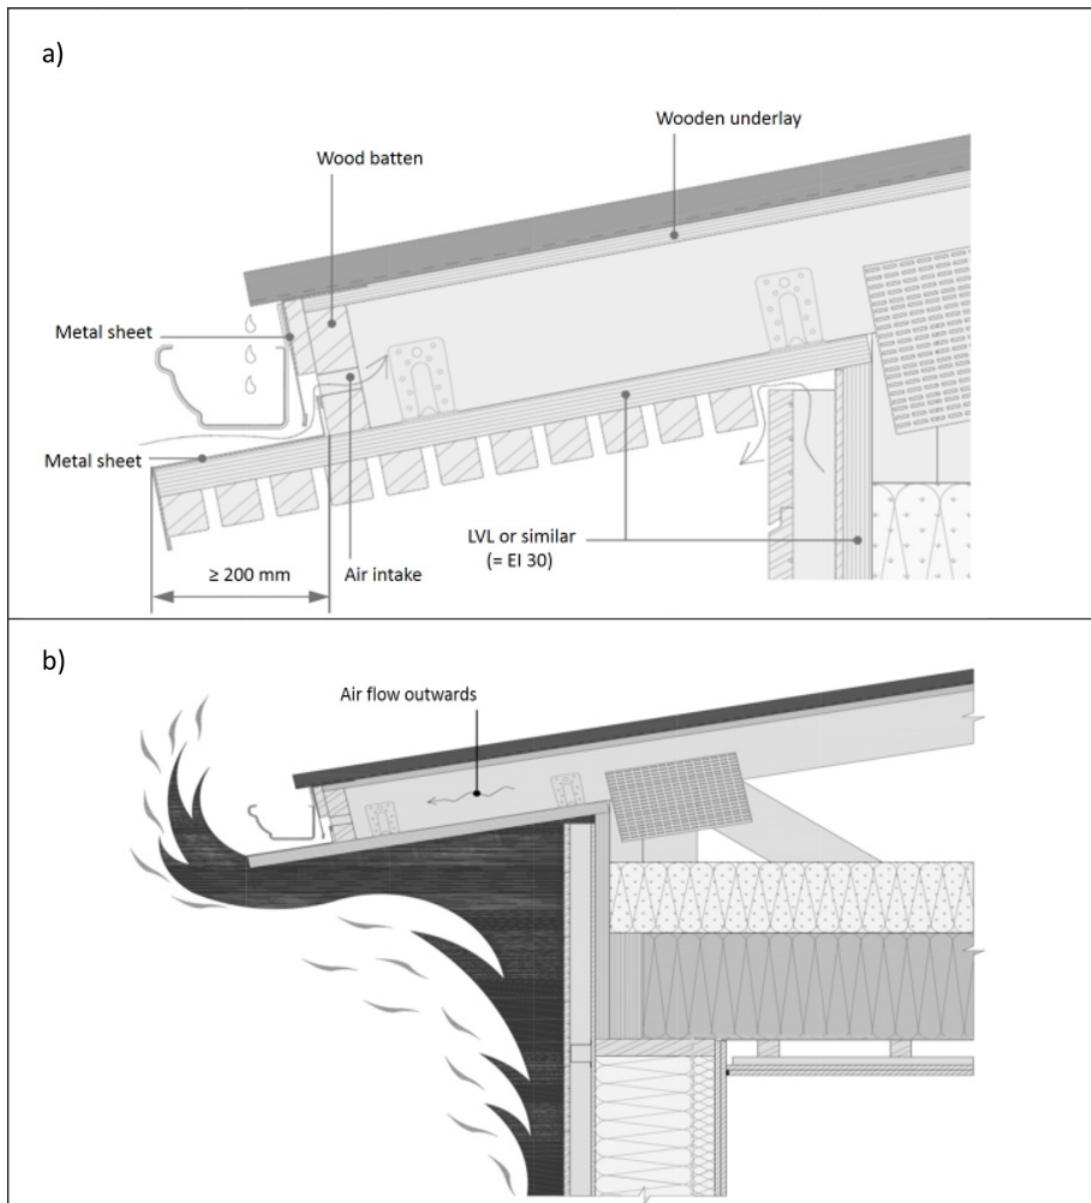 a)
Wooden underlay
Wood batten
Metal sheet
Metal sheet
LVL or similar
(= EI 30)
≥ 200 mm
Air intake
b)
Air flow outwards